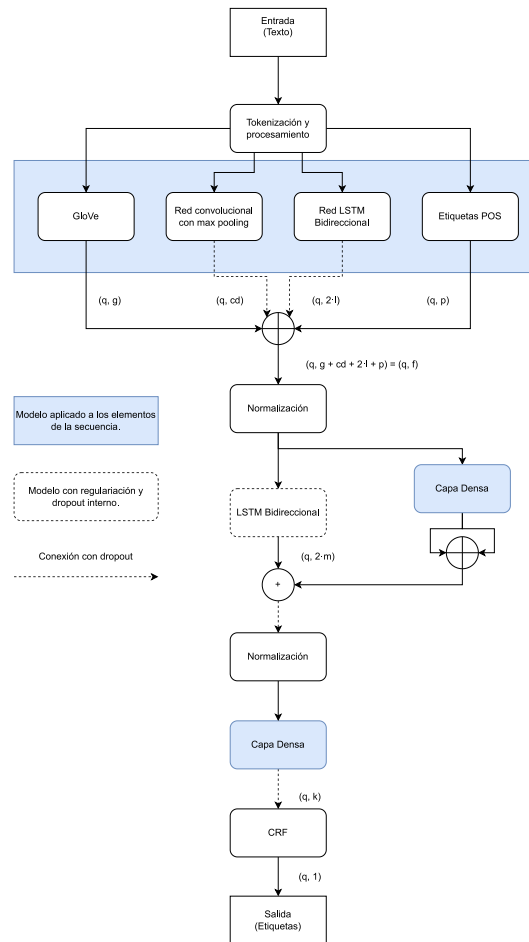 Entrada
(Texto)
Tokenización y
procesamiento
GloVe
Red convolucional
con max pooling
Red LSTM
Bidireccional
Etiquetas POS
(q, g)
(q, cd)
(q, 2·l)
(q, p)
(q, g + cd + 2·l + p) = (q, f)
Normalización
Modelo aplicado a los elementos
de la secuencia.
Capa Densa
Modelo con regulariación y
dropout interno.
LSTM Bidireccional
Conexión con dropout
(q, 2·m)
+
Normalización
Capa Densa
(q, k)
CRF
(q, 1)
Salida
(Etiquetas)